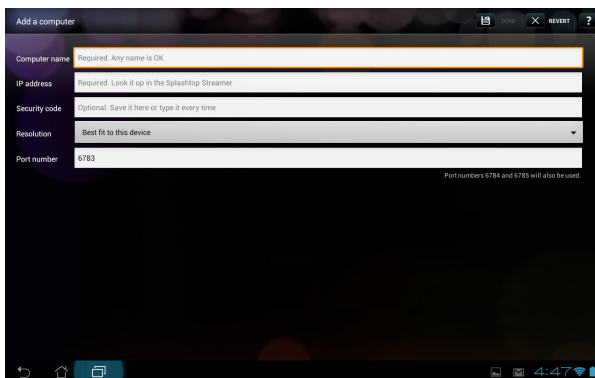 Add a computer
DONE
REVERT
?
Computer name
Required. Any name is OK
IP address
Required. Look it up in the Splashtop Streamer
Security code
Optional. Save it here or type it every time
Resolution
Best fit to this device
Port number
6783
Port numbers 6784 and 6785 will also be used.
4:47